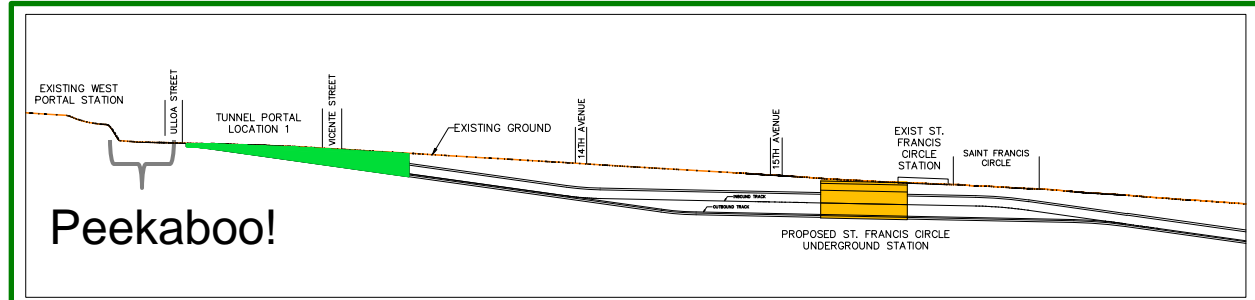 EXISTING WEST
PORTAL STATION
ULLOA STREET
TUNNEL PORTAL
LOCATION 1
VICENTE STREET
EXISTING GROUND
14TH AVENUE
15TH AVENUE
EXIST ST.
FRANCIS
CIRCLE
STATION
SAINT FRANCIS
CIRCLE
INBOUND TRACK
OUTBOUND TRACK
Peekaboo!
PROPOSED ST. FRANCIS CIRCLE
UNDERGROUND STATION